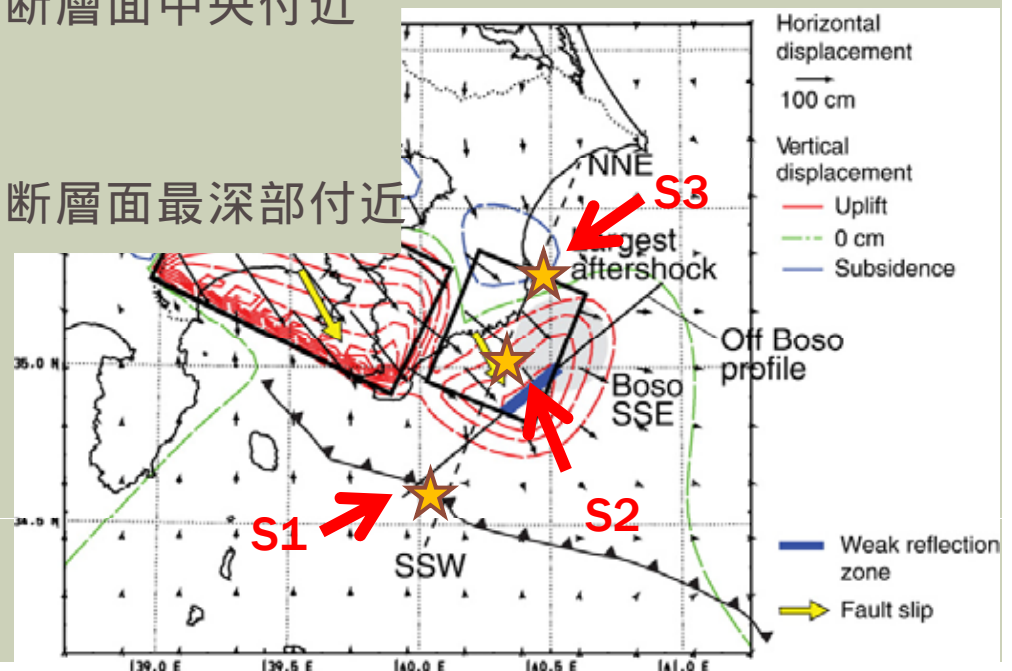 断層面中央付近
断層面最深部付近
Horizontal
displacement
100 cm
Vertical
displacement
Uplift
0 cm
Subsidence
NNE
S3
Largest
aftershock
Off Boso
profile
35.0
Boso
SSE
S1
S2
34.5 N
SSW
Weak reflection
zone
Fault slip
139.0 E
139.5 E
140.0 E
140.5 E
141.0 E